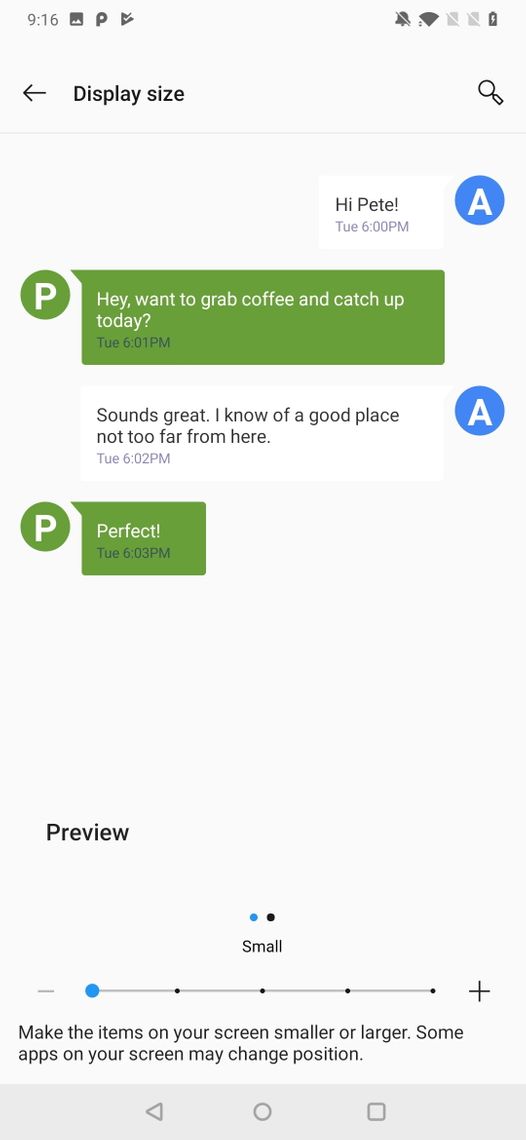 9:16
Display size
Hi Pete!
Tue 6:00PM
A
P
Hey, want to grab coffee and catch up
today?
Tue 6:01PM
Sounds great. I know of a good place
not too far from here.
Tue 6:02PM
A
P
Perfect!
Tue 6:03PM
Preview
Small
Make the items on your screen smaller or larger. Some
apps on your screen may change position.